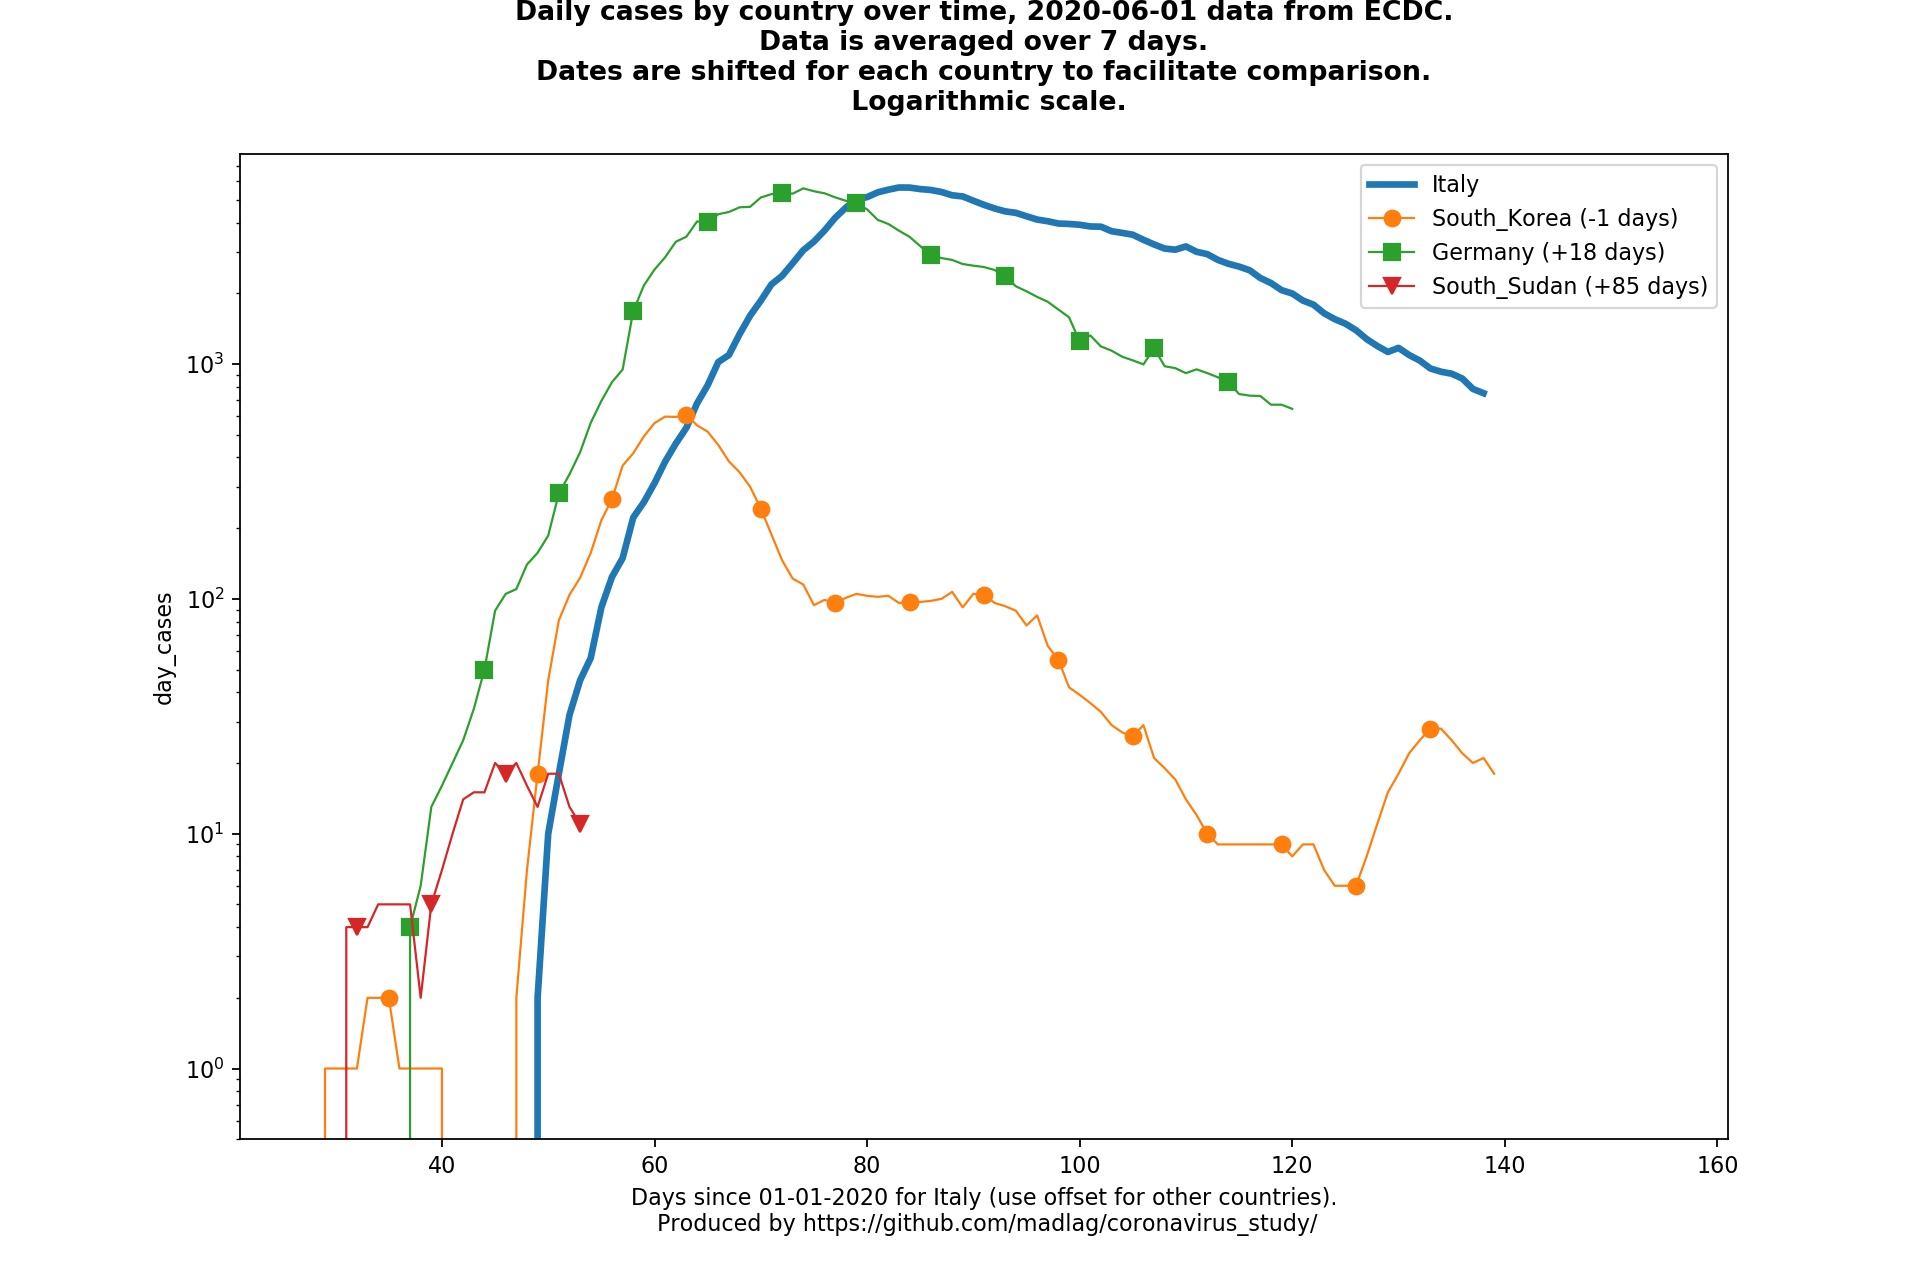 Daily cases by country over time, 2020-06-01 data from ECDC.
Data is averaged over 7 days.
Dates are shifted for each country to facilitate comparison.
Logarithmic scale.
Italy
South_Korea (-1 days)
Germany (+18 days)
South_Sudan (+85 days)
day_cases
10³
10²
10¹
10⁰
40 60 80 100 120 140 160
Days since 01-01-2020 for Italy (use offset for other countries).
Produced by https://github.com/madlag/coronavirus_study/